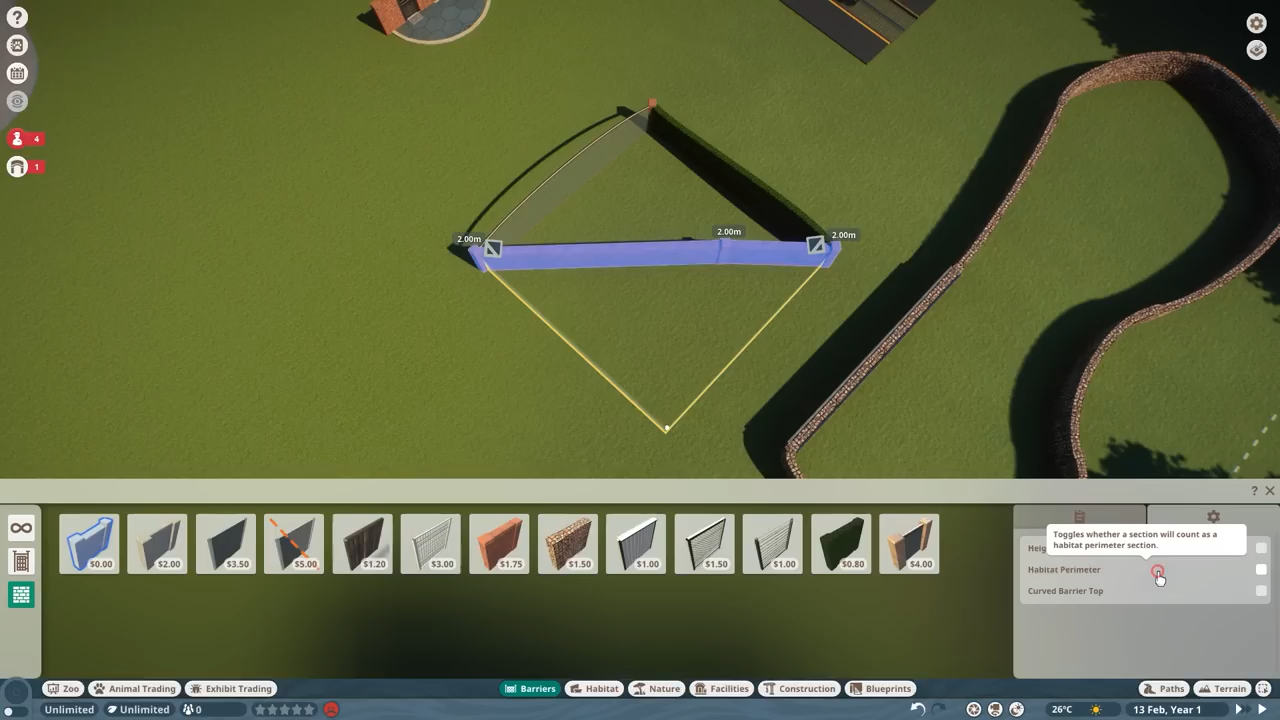 ?
4
1
2.00m
2.00m
2.00m
?
Toggles whether a section will count as a
habitat perimeter section.
Habitat Perimeter
Curved Barrier Top
$0.00
$2.00
$3.50
$5.00
$1.20
$3.00
$1.75
$1.50
$1.00
$1.50
$1.00
$0.80
$4.00
Zoo
Animal Trading
Exhibit Trading
Barriers
Habitat
Nature
Facilities
Construction
Blueprints
Paths
Terrain
Unlimited
Unlimited
0
26°C
13 Feb, Year 1